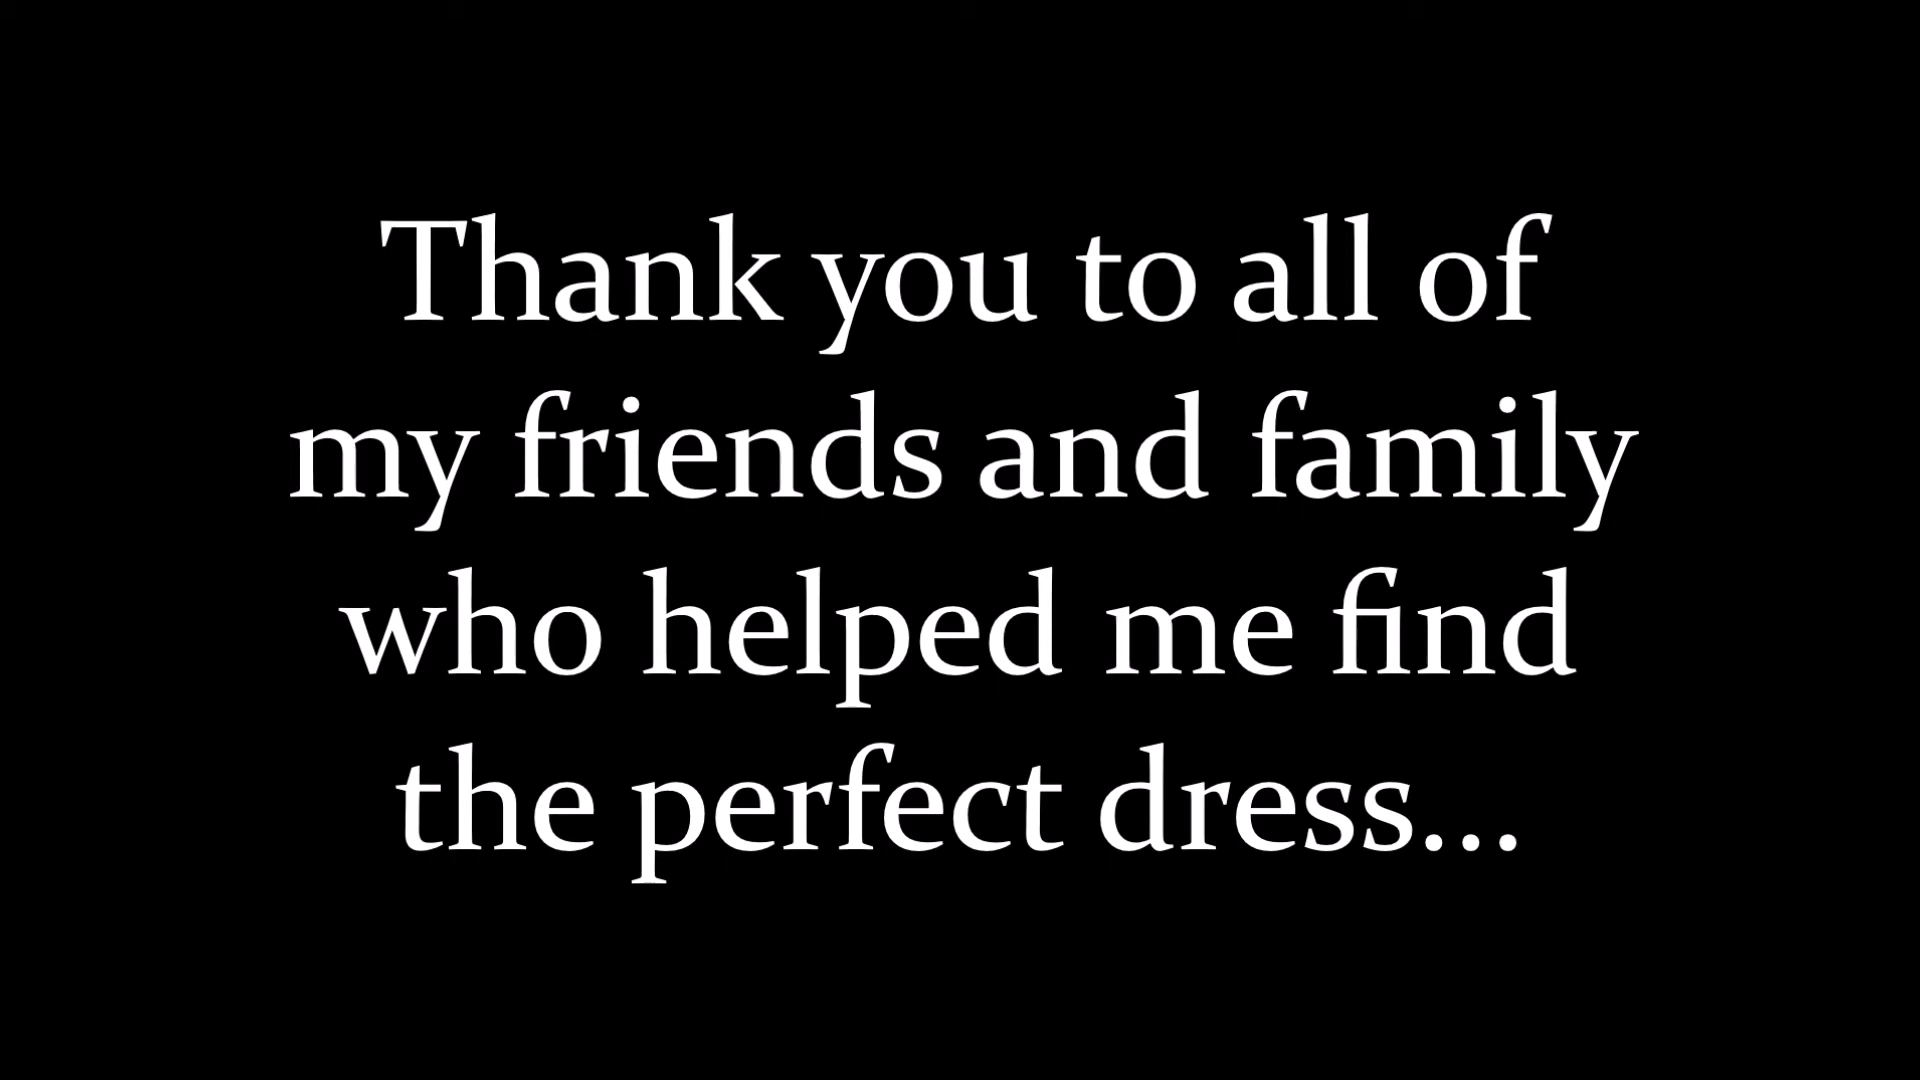 Thank you to all of
my friends and family
who helped me find
the perfect dress...